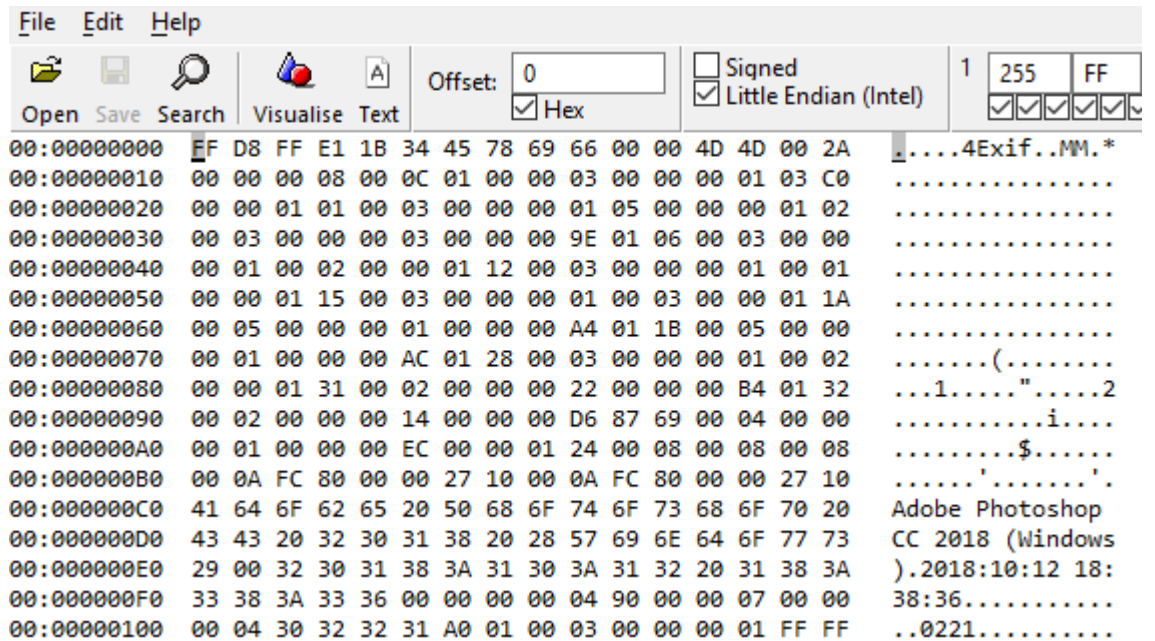 File Edit Help
Open Save Search Visualise Text Offset: 0 Hex Signed Little Endian (Intel) 1 255 FF
00:00000000 FF D8 FF E1 1B 34 45 78 69 66 00 00 4D 4D 00 2A .....4Exif..MM.*
00:00000010 00 00 00 08 00 0C 01 00 00 03 00 00 00 01 03 C0 ................
00:00000020 00 00 01 01 00 03 00 00 00 01 05 00 00 00 01 02 ................
00:00000030 00 03 00 00 00 03 00 00 00 9E 01 06 00 03 00 00 ................
00:00000040 00 01 00 02 00 00 01 12 00 03 00 00 00 01 00 01 ................
00:00000050 00 00 01 15 00 03 00 00 00 01 00 03 00 00 01 1A ................
00:00000060 00 05 00 00 00 01 00 00 00 A4 01 1B 00 05 00 00 ................
00:00000070 00 01 00 00 00 AC 01 28 00 03 00 00 00 01 00 02 .......(........
00:00000080 00 00 01 31 00 02 00 00 00 22 00 00 00 B4 01 32 ...1.....".....2
00:00000090 00 02 00 00 00 14 00 00 00 D6 87 69 00 04 00 00 ...........i....
00:000000A0 00 01 00 00 00 EC 00 00 01 24 00 08 00 08 00 08 .........$......
00:000000B0 00 0A FC 80 00 00 27 10 00 0A FC 80 00 00 27 10 ......'.......'.
00:000000C0 41 64 6F 62 65 20 50 68 6F 74 6F 73 68 6F 70 20 Adobe Photoshop
00:000000D0 43 43 20 32 30 31 38 20 28 57 69 6E 64 6F 77 73 CC 2018 (Windows
00:000000E0 29 00 32 30 31 38 3A 31 30 3A 31 32 20 31 38 3A ).2018:10:12 18:
00:000000F0 33 38 3A 33 36 00 00 00 00 04 90 00 00 07 00 00 38:36...........
00:00000100 00 04 30 32 32 31 A0 01 00 03 00 00 00 01 FF FF ..0221..........